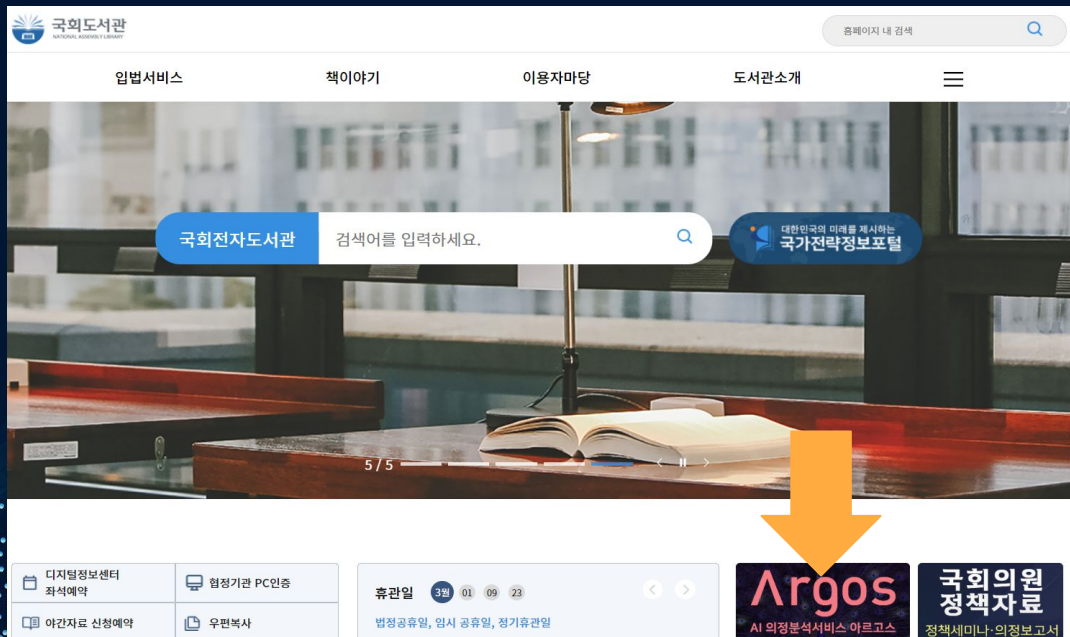 국회도서관
NATIONAL ASSEMBLY LIBRARY
홈페이지 내 검색
입법서비스
책이야기
이용자마당
도서관소개
국회전자도서관
검색어를 입력하세요.
대한민국의 미래를 제시하는
국가전략정보포털
5 / 5
디지털정보센터
좌석예약
협정기관 PC인증
야간자료 신청예약
우편복사
휴관일 3월 01 09 23
법정공휴일, 임시 공휴일, 정기휴관일
Argos
AI 의정분석서비스 아르고스
국회의원
정책자료
정책세미나·의정보고서